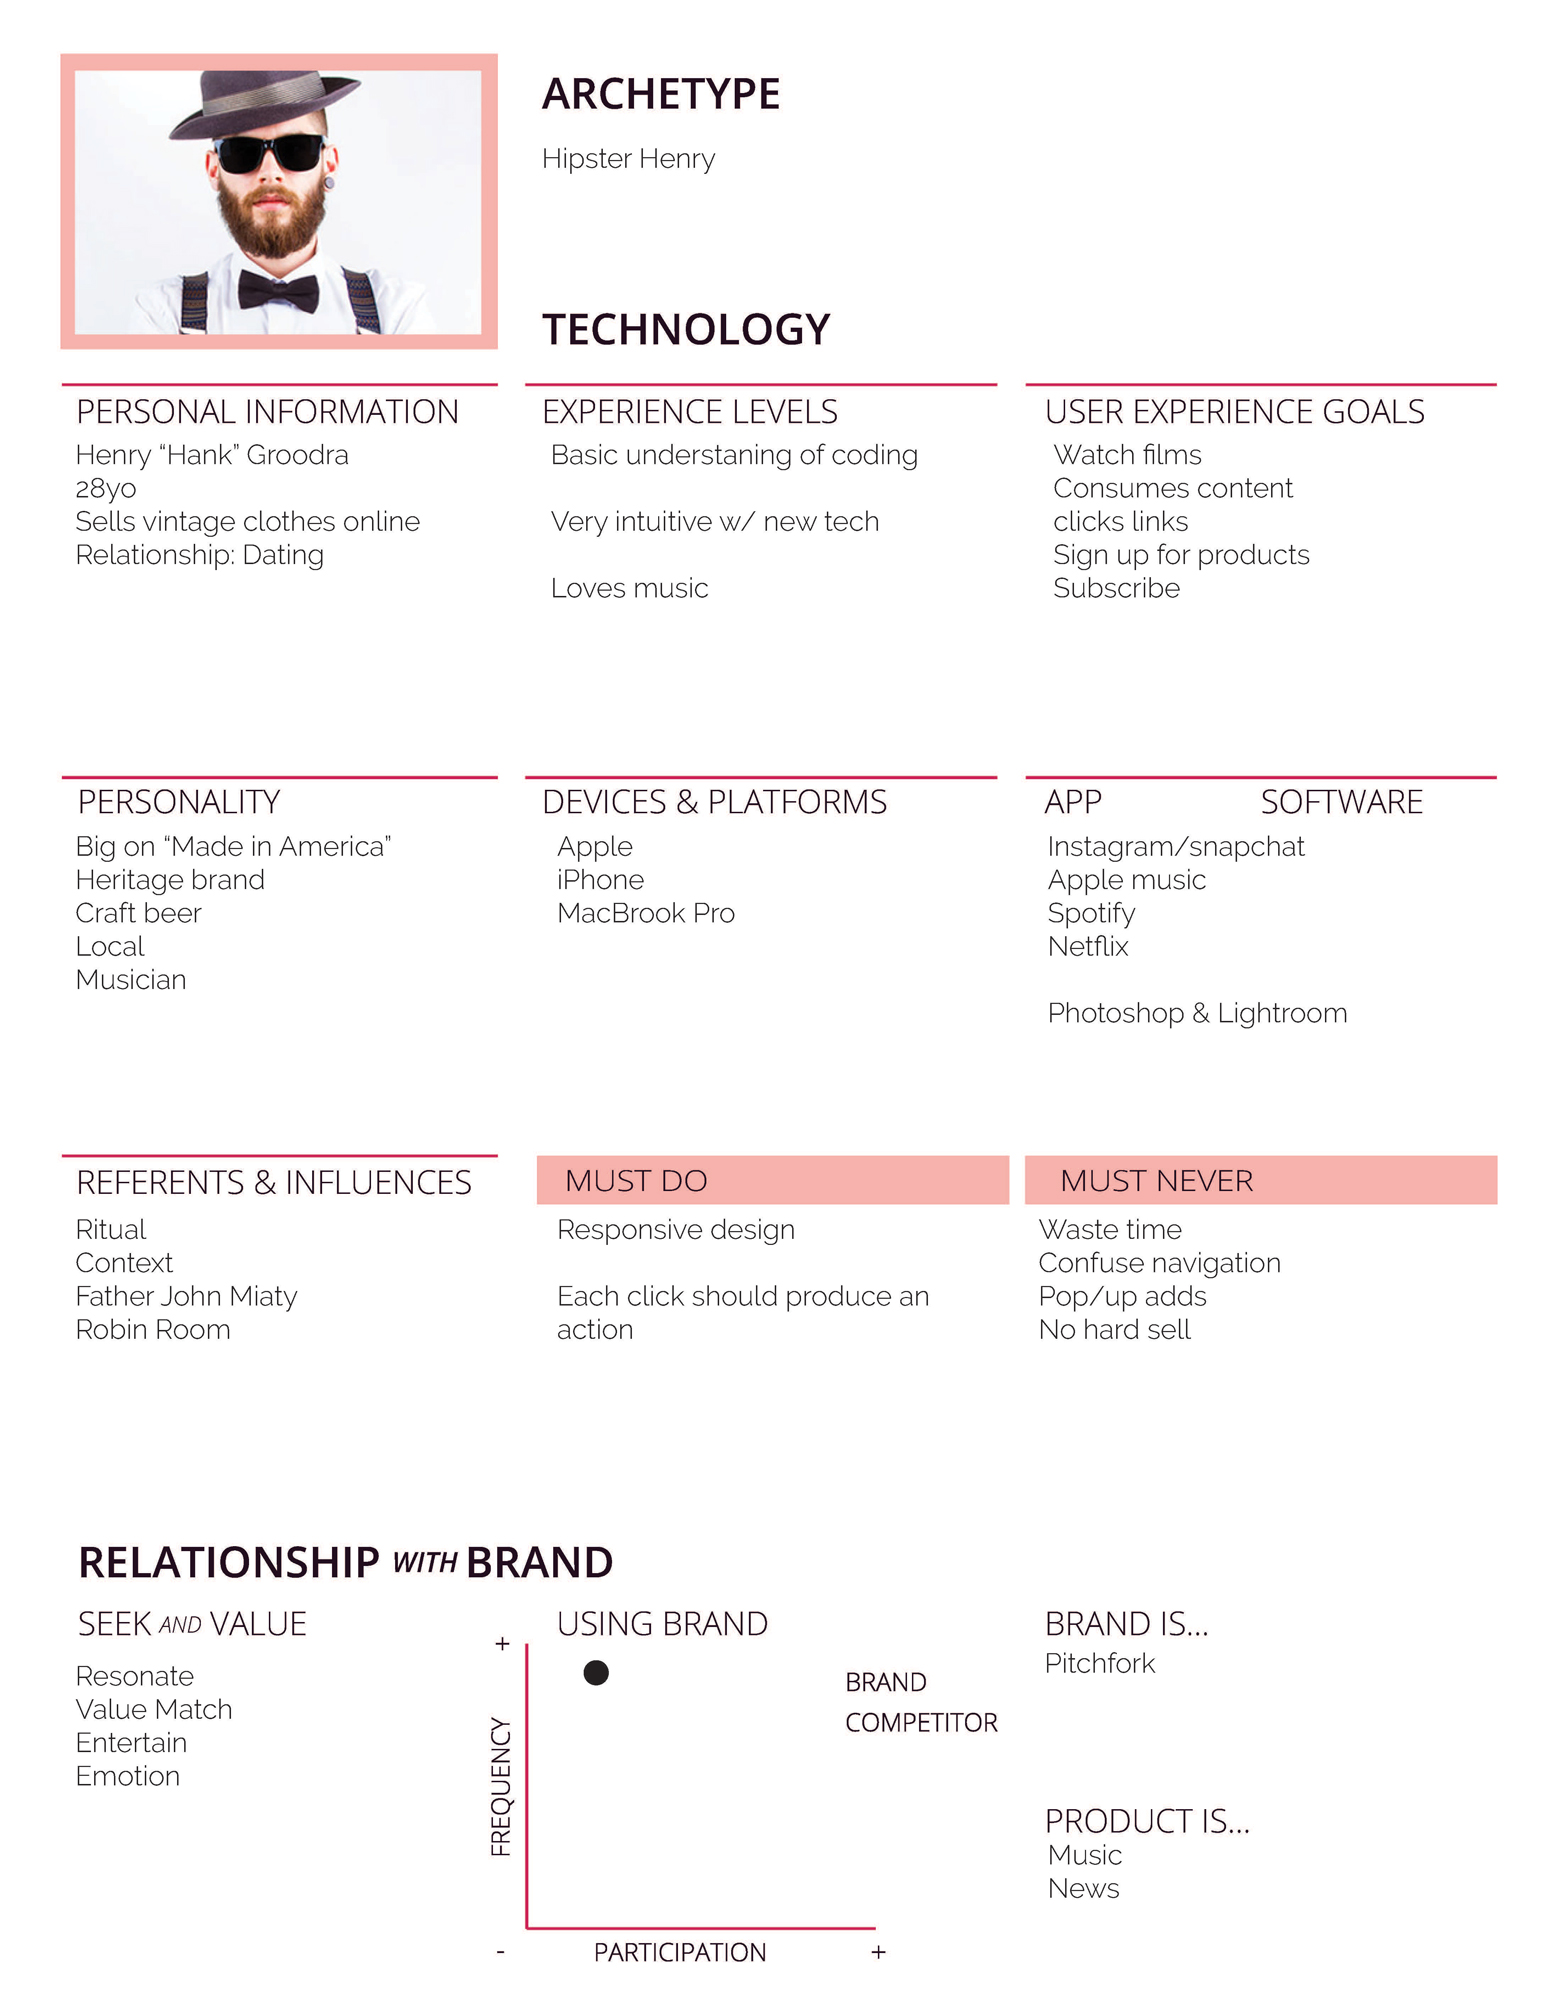 ARCHETYPE
Hipster Henry
TECHNOLOGY
PERSONAL INFORMATION
Henry “Hank” Groodra
28yo
Sells vintage clothes online
Relationship: Dating
EXPERIENCE LEVELS
Basic understaning of coding
Very intuitive w/ new tech
Loves music
USER EXPERIENCE GOALS
Watch films
Consumes content
clicks links
Sign up for products
Subscribe
PERSONALITY
Big on “Made in America”
Heritage brand
Craft beer
Local
Musician
DEVICES & PLATFORMS
Apple
iPhone
MacBrook Pro
APP SOFTWARE
Instagram/snapchat
Apple music
Spotify
Netflix
Photoshop & Lightroom
REFERENTS & INFLUENCES
Ritual
Context
Father John Miaty
Robin Room
MUST DO
Responsive design
Each click should produce an
action
MUST NEVER
Waste time
Confuse navigation
Pop/up adds
No hard sell
RELATIONSHIP WITH BRAND
SEEK AND VALUE
Resonate
Value Match
Entertain
Emotion
USING BRAND
+
FREQUENCY
BRAND
COMPETITOR
- PARTICIPATION +
BRAND IS...
Pitchfork
PRODUCT IS...
Music
News